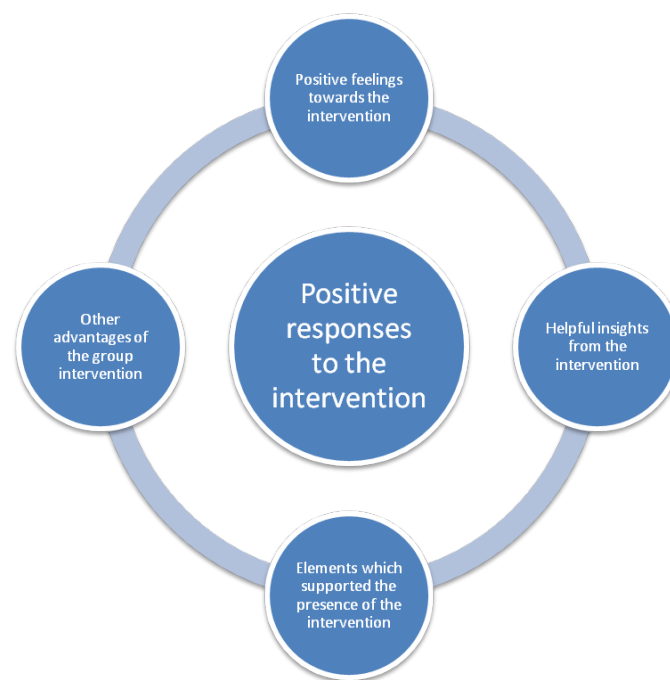 Positive feelings
towards the
intervention
Other
advantages of
the group
intervention
Positive
responses
to the
intervention
Helpful insights
from the
intervention
Elements which
supported the
presence of the
intervention